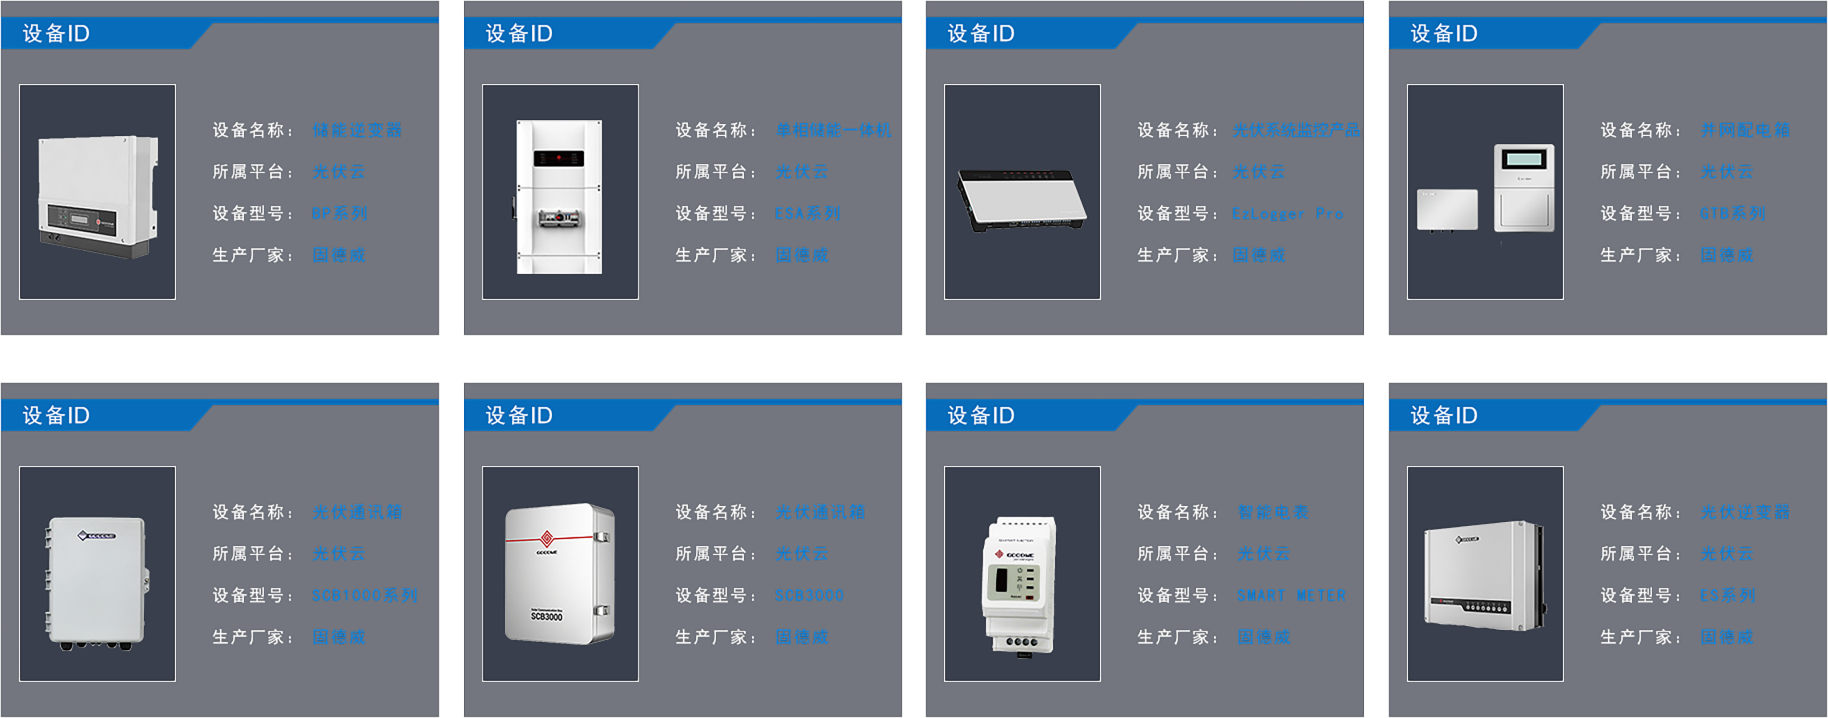 设备ID
设备名称： 储能逆变器
所属平台： 光伏云
设备型号： BP系列
生产厂家： 固德威
设备ID
设备名称： 单相储能一体机
所属平台： 光伏云
设备型号： ESA系列
生产厂家： 固德威
设备ID
设备名称： 光伏系统监控产品
所属平台： 光伏云
设备型号： EzLogger Pro
生产厂家： 固德威
设备ID
设备名称： 并网配电箱
所属平台： 光伏云
设备型号： GTB系列
生产厂家： 固德威
设备ID
GOODWE
设备名称： 光伏通讯箱
所属平台： 光伏云
设备型号： SCB1000系列
生产厂家： 固德威
设备ID
GOODWE
Solar Communication Box
SCB3000
设备名称： 光伏通讯箱
所属平台： 光伏云
设备型号： SCB3000
生产厂家： 固德威
设备ID
SMART METER
GOODWE
设备名称： 智能电表
所属平台： 光伏云
设备型号： SMART METER
生产厂家： 固德威
设备ID
GOODWE
设备名称： 光伏逆变器
所属平台： 光伏云
设备型号： ES系列
生产厂家： 固德威